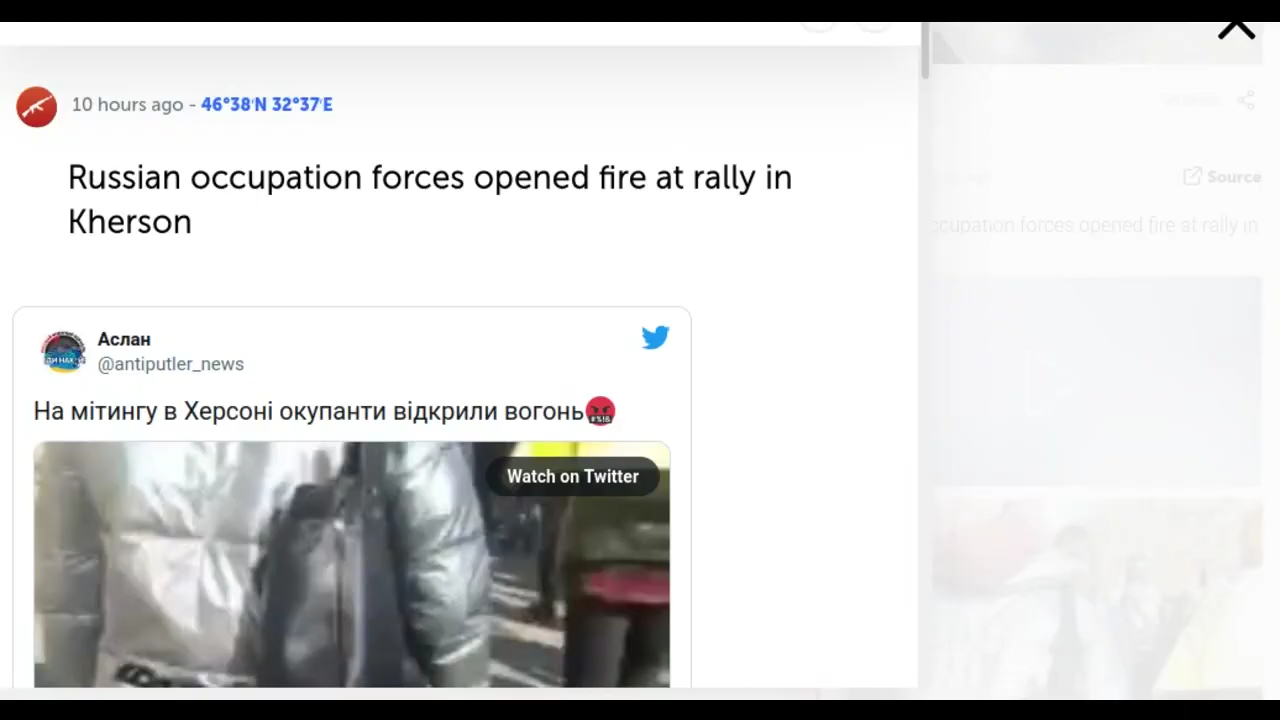 10 hours ago - 46°38′N 32°37′E
Source
Russian occupation forces opened fire at rally in
Kherson
ccupation forces opened fire at rally in
Аслан
@antiputler_news
На мітингу в Херсоні окупанти відкрили вогонь
Watch on Twitter